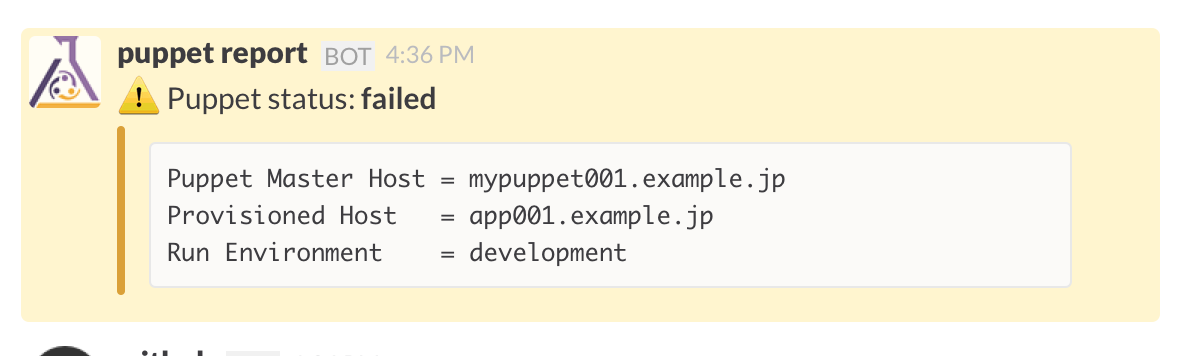 puppet report BOT 4:36 PM
⚠️ Puppet status: failed
Puppet Master Host = mypuppet001.example.jp
Provisioned Host   = app001.example.jp
Run Environment    = development